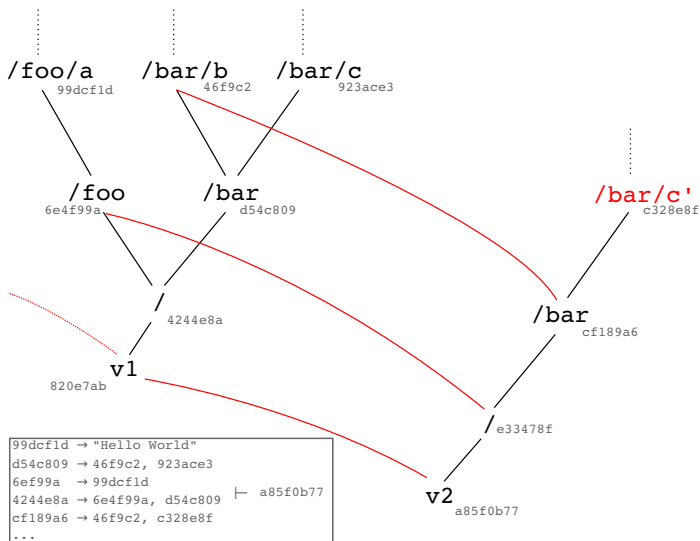 /foo/a /bar/b /bar/c
99dcf1d 46f9c2 923ace3
/foo /bar /bar/c'
6e4f99a d54c809 c328e8f
/
4244e8a
/bar
cf189a6
v1
820e7ab
/
e33478f
v2
a85f0b77
99dcf1d → "Hello World"
d54c809 → 46f9c2, 923ace3
6ef99a → 99dcf1d
4244e8a → 6e4f99a, d54c809 ⊢ a85f0b77
cf189a6 → 46f9c2, c328e8f
...